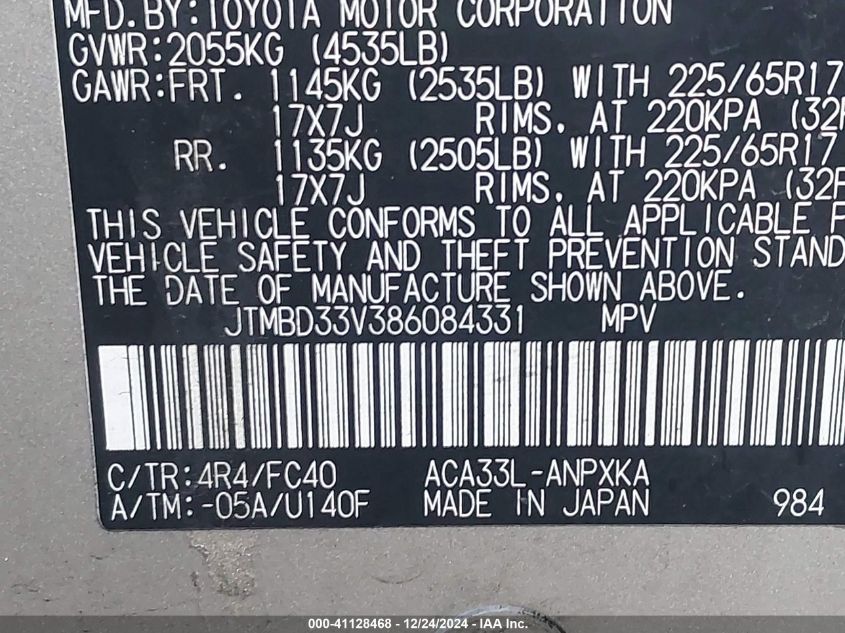 MFD.BY:TOYOTA MOTOR CORPORATION
GVWR:2055KG (4535LB)
GAWR:FRT. 1145KG (2535LB) WITH 225/65R17
17X7J RIMS, AT 220KPA (32P
RR. 1135KG (2505LB) WITH 225/65R17
17X7J RIMS, AT 220KPA (32P
THIS VEHICLE CONFORMS TO ALL APPLICABLE F
VEHICLE SAFETY AND THEFT PREVENTION STAND
THE DATE OF MANUFACTURE SHOWN ABOVE.
JTMBD33V386084331 MPV
C/TR:4R4/FC40 ACA33L-ANPXKA
A/TM:-05A/U140F MADE IN JAPAN 984
000-41128468 - 12/24/2024 - IAA Inc.